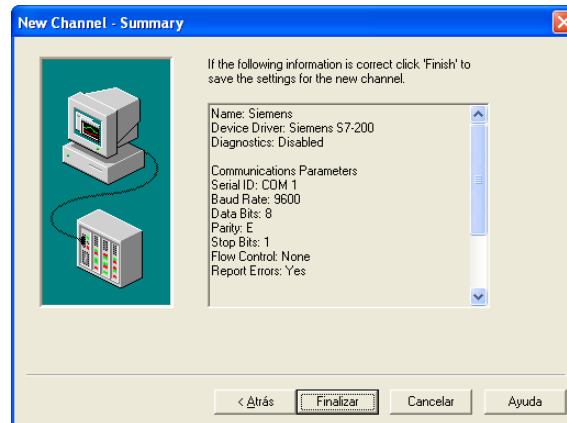 New Channel - Summary
If the following information is correct click 'Finish' to
save the settings for the new channel.
Name: Siemens
Device Driver: Siemens S7-200
Diagnostics: Disabled
Communications Parameters
Serial ID: COM 1
Baud Rate: 9600
Data Bits: 8
Parity: E
Stop Bits: 1
Flow Control: None
Report Errors: Yes
< Atrás
Finalizar
Cancelar
Ayuda